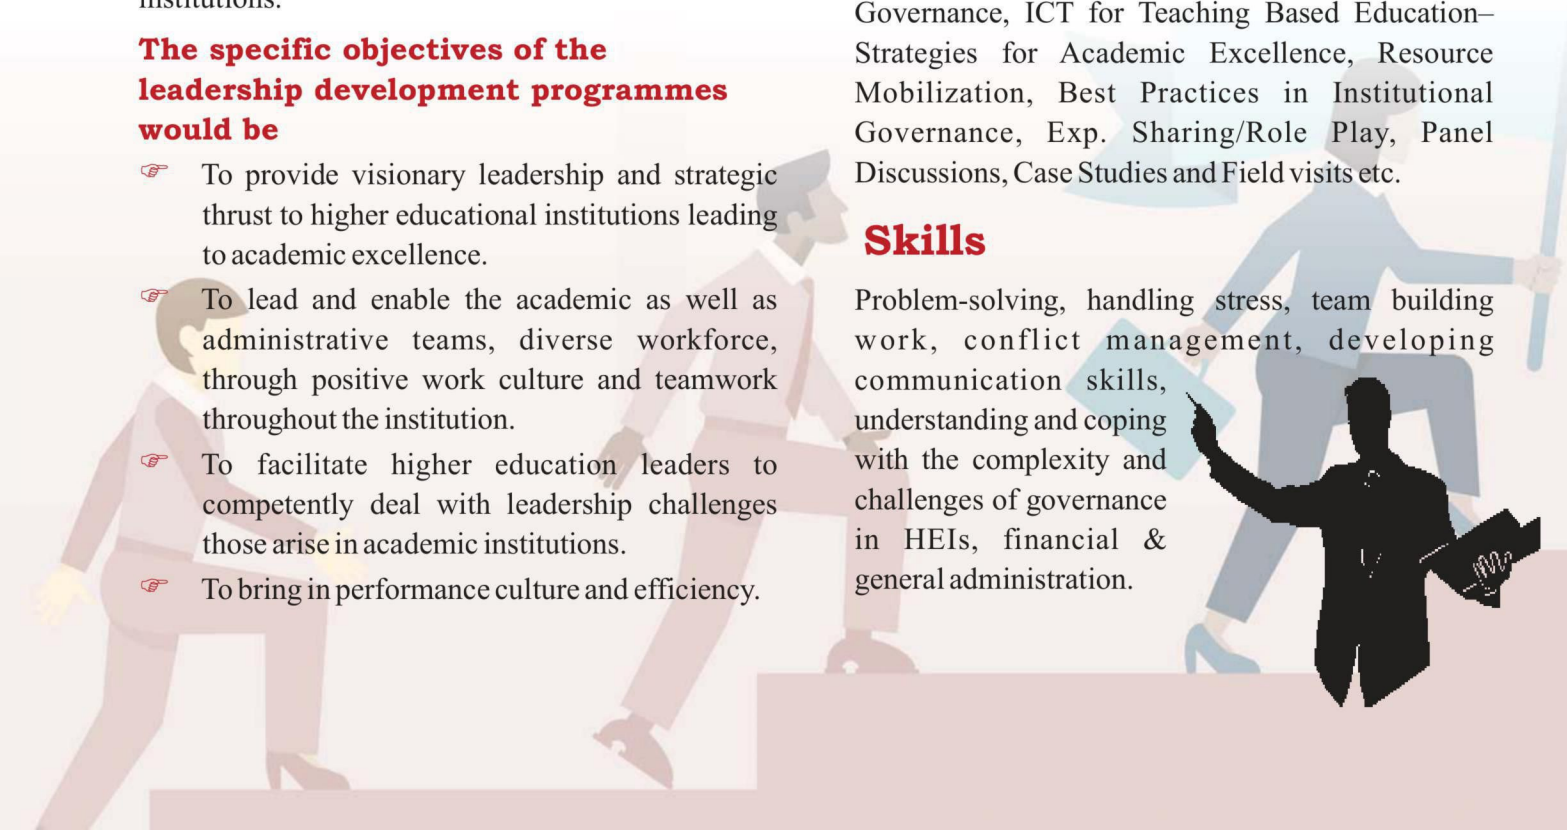 institutions.
The specific objectives of the
leadership development programmes
would be
☞ To provide visionary leadership and strategic
thrust to higher educational institutions leading
to academic excellence.
☞ To lead and enable the academic as well as
administrative teams, diverse workforce,
through positive work culture and teamwork
throughout the institution.
☞ To facilitate higher education leaders to
competently deal with leadership challenges
those arise in academic institutions.
☞ To bring in performance culture and efficiency.
Governance, ICT for Teaching Based Education–
Strategies for Academic Excellence, Resource
Mobilization, Best Practices in Institutional
Governance, Exp. Sharing/Role Play, Panel
Discussions, Case Studies and Field visits etc.
Skills
Problem-solving, handling stress, team building
work, conflict management, developing
communication skills,
understanding and coping
with the complexity and
challenges of governance
in HEIs, financial &
general administration.